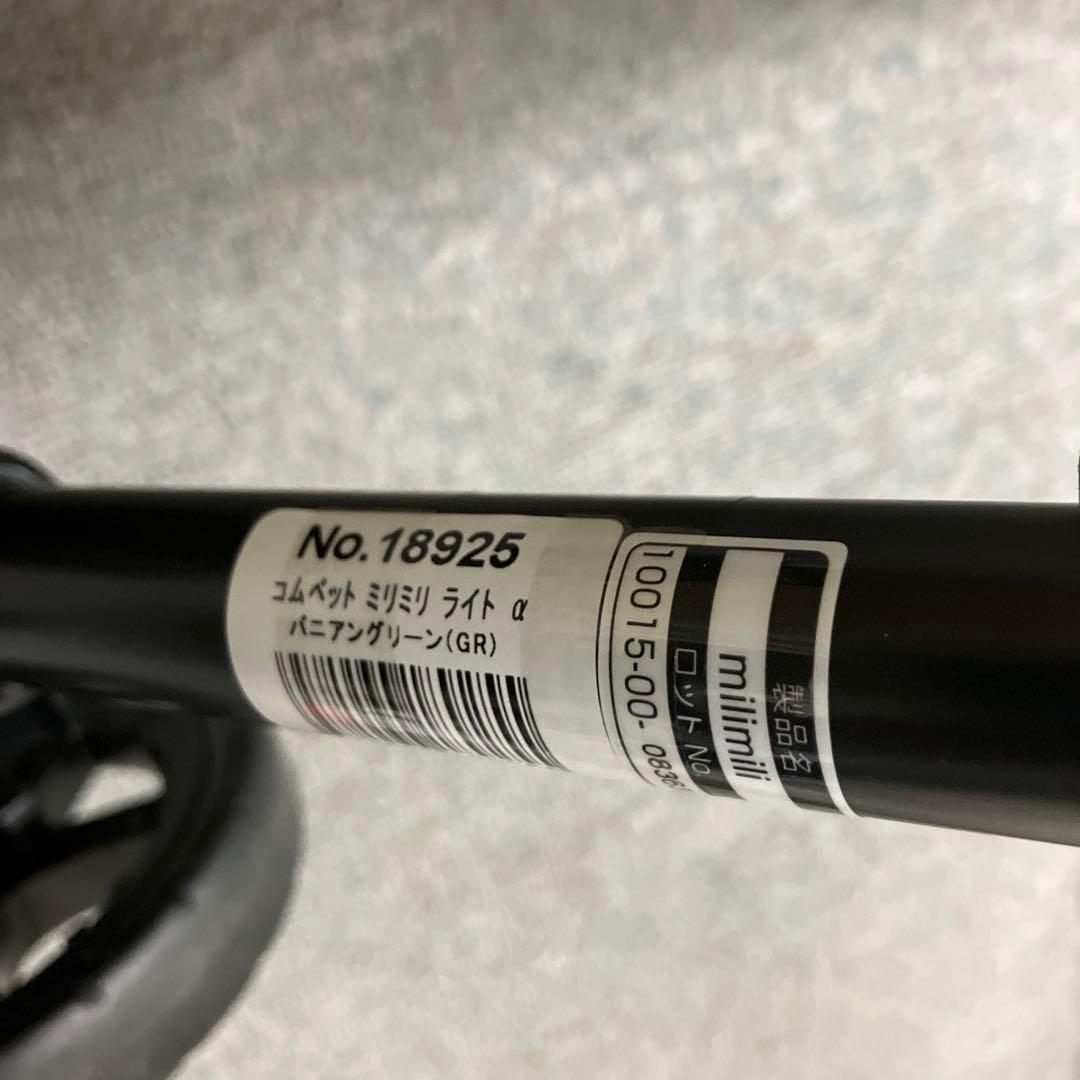 No.18925
コムペット ミリミリ ライト α
バニアングリーン(GR)
製品名
milimili
ロットNo.
10015-00-